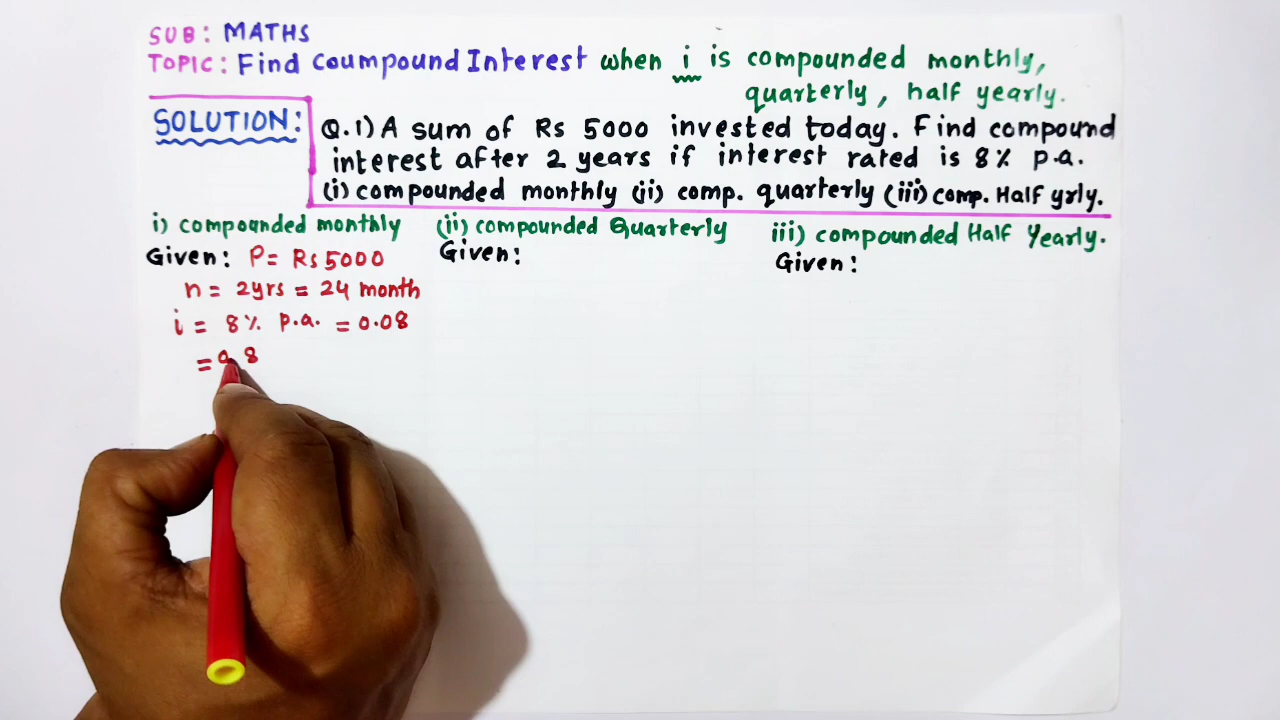 SUB: MATHS
TOPIC: Find Coumpound Interest when i is compounded monthly,
quarterly, half yearly.
SOLUTION:
Q.1) A sum of Rs 5000 invested today. Find compound
interest after 2 years if interest rated is 8% p.a.
(i) compounded monthly (ii) comp. quarterly (iii) comp. Half yrly.
i) compounded monthly
Given: P= Rs 5000
n = 2yrs = 24 month
i = 8% p.a. = 0.08
(ii) compounded Quarterly
Given:
iii) compounded Half Yearly.
Given: